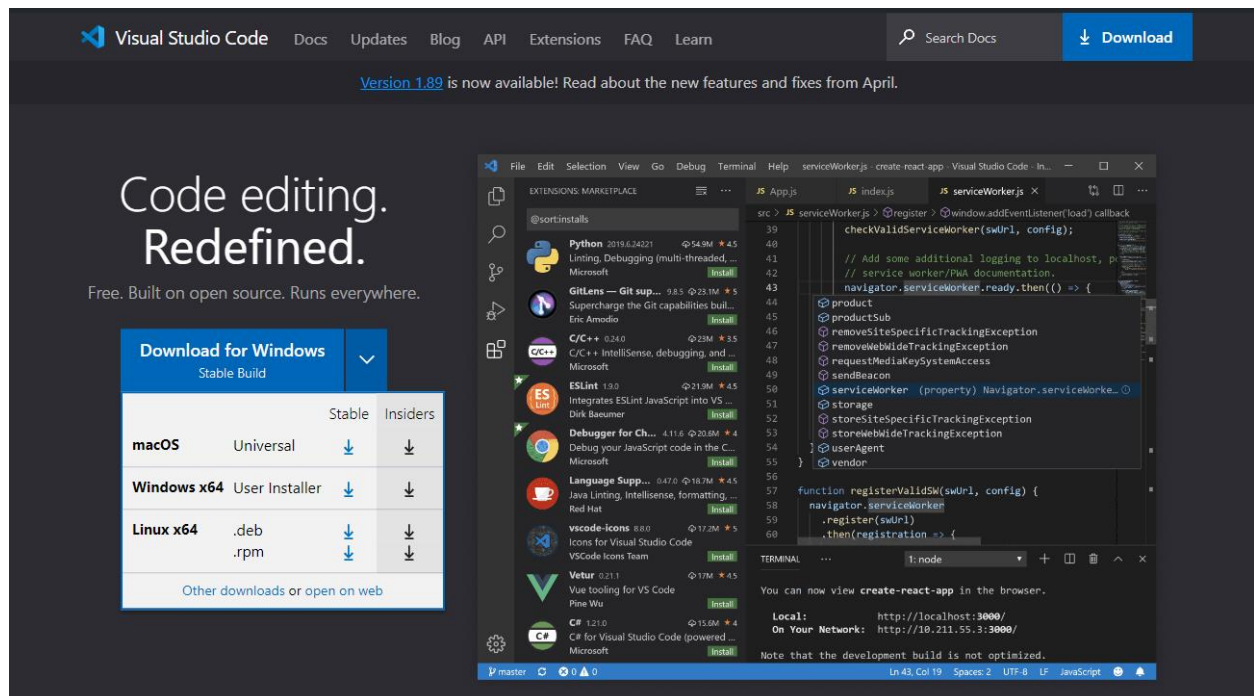 Visual Studio Code Docs Updates Blog API Extensions FAQ Learn Search Docs Download
Version 1.89 is now available! Read about the new features and fixes from April.
Code editing.
Redefined.
Free. Built on open source. Runs everywhere.
Download for Windows
Stable Build
Stable Insiders
macOS Universal
Windows x64 User Installer
Linux x64 .deb
.rpm
Other downloads or open on web
File Edit Selection View Go Debug Terminal Help serviceWorker.js - create-react-app - Visual Studio Code - In...
EXTENSIONS: MARKETPLACE
@sort:installs
Python 2019.6.24221 54.9M ★ 4.5
Linting, Debugging (multi-threaded, ...
Microsoft Install
GitLens — Git sup... 9.8.5 23.1M ★ 5
Supercharge the Git capabilities buil...
Eric Amodio Install
C/C++ 0.24.0 23M ★ 3.5
C/C++ IntelliSense, debugging, and ...
Microsoft Install
ESLint 1.9.0 21.9M ★ 4.5
Integrates ESLint JavaScript into VS ...
Dirk Baeumer Install
Debugger for Ch... 4.11.6 20.6M ★ 4
Debug your JavaScript code in the C...
Microsoft Install
Language Supp... 0.47.0 18.7M ★ 4.5
Java Linting, Intellisense, formatting, ...
Red Hat Install
vscode-icons 8.8.0 17.2M ★ 5
Icons for Visual Studio Code
VSCode Icons Team Install
Vetur 0.21.1 17M ★ 4.5
Vue tooling for VS Code
Pine Wu Install
C# 1.21.0 15.6M ★ 4
C# for Visual Studio Code (powered ...
Microsoft Install
JS App.js JS index.js JS serviceWorker.js
src > JS serviceWorker.js > register > window.addEventListener('load') callback
39 checkValidServiceWorker(swUrl, config);
40
41 // Add some additional logging to localhost, p
42 // service worker/PWA documentation.
43 navigator.serviceWorker.ready.then(() => {
44 product
45 productSub
46 removeSiteSpecificTrackingException
47 removeWebWideTrackingException
48 requestMediaKeySystemAccess
49 sendBeacon
50 serviceWorker (property) Navigator.serviceWorke...
51 storage
52 storeSiteSpecificTrackingException
53 storeWebWideTrackingException
54 } userAgent
55 } vendor
56
57 function registerValidSW(swUrl, config) {
58 navigator.serviceWorker
59 .register(swUrl)
60 .then(registration => {
TERMINAL ... 1: node
You can now view create-react-app in the browser.
Local: http://localhost:3000/
On Your Network: http://10.211.55.3:3000/
Note that the development build is not optimized.
master 0 0 Ln 43, Col 19 Spaces: 2 UTF-8 LF JavaScript